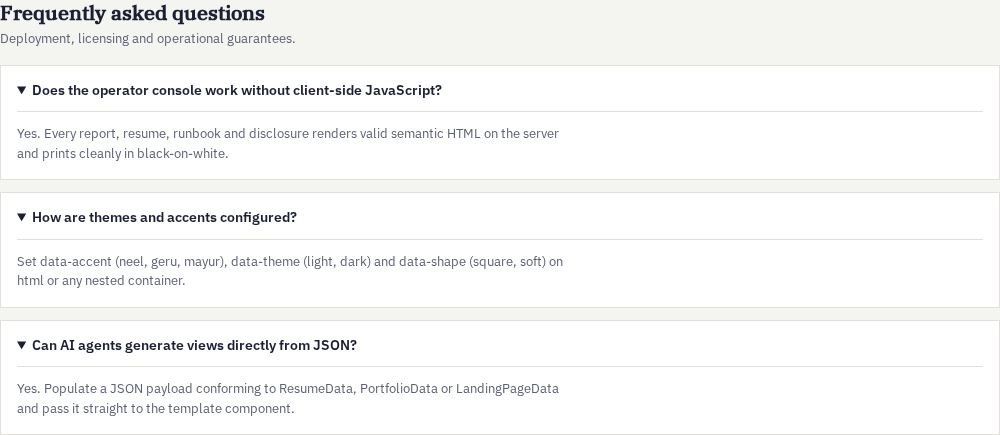 Frequently asked questions
Deployment, licensing and operational guarantees.
Does the operator console work without client-side JavaScript?
Yes. Every report, resume, runbook and disclosure renders valid semantic HTML on the server
and prints cleanly in black-on-white.
How are themes and accents configured?
Set data-accent (neel, geru, mayur), data-theme (light, dark) and data-shape (square, soft) on
html or any nested container.
Can AI agents generate views directly from JSON?
Yes. Populate a JSON payload conforming to ResumeData, PortfolioData or LandingPageData
and pass it straight to the template component.